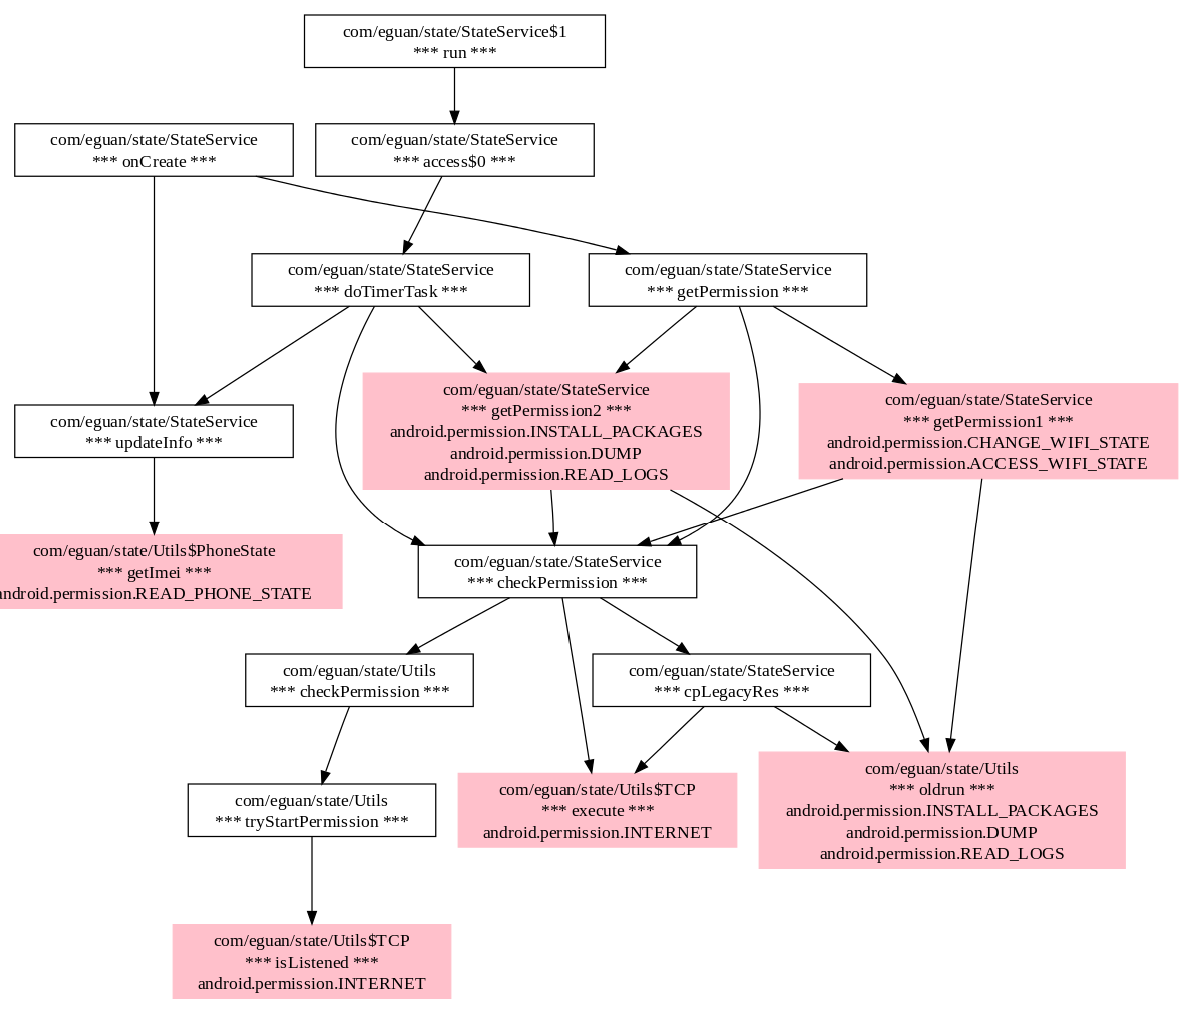 com/eguan/state/StateService$1
*** run ***
com/eguan/state/StateService
*** onCreate ***
com/eguan/state/StateService
*** access$0 ***
com/eguan/state/StateService
*** doTimerTask ***
com/eguan/state/StateService
*** getPermission ***
com/eguan/state/StateService
*** getPermission2 ***
android.permission.INSTALL_PACKAGES
android.permission.DUMP
android.permission.READ_LOGS
com/eguan/state/StateService
*** getPermission1 ***
android.permission.CHANGE_WIFI_STATE
android.permission.ACCESS_WIFI_STATE
com/eguan/state/StateService
*** updateInfo ***
com/eguan/state/Utils$PhoneState
*** getImei ***
android.permission.READ_PHONE_STATE
com/eguan/state/StateService
*** checkPermission ***
com/eguan/state/Utils
*** checkPermission ***
com/eguan/state/StateService
*** cpLegacyRes ***
com/eguan/state/Utils
*** tryStartPermission ***
com/eguan/state/Utils$TCP
*** execute ***
android.permission.INTERNET
com/eguan/state/Utils
*** oldrun ***
android.permission.INSTALL_PACKAGES
android.permission.DUMP
android.permission.READ_LOGS
com/eguan/state/Utils$TCP
*** isListened ***
android.permission.INTERNET